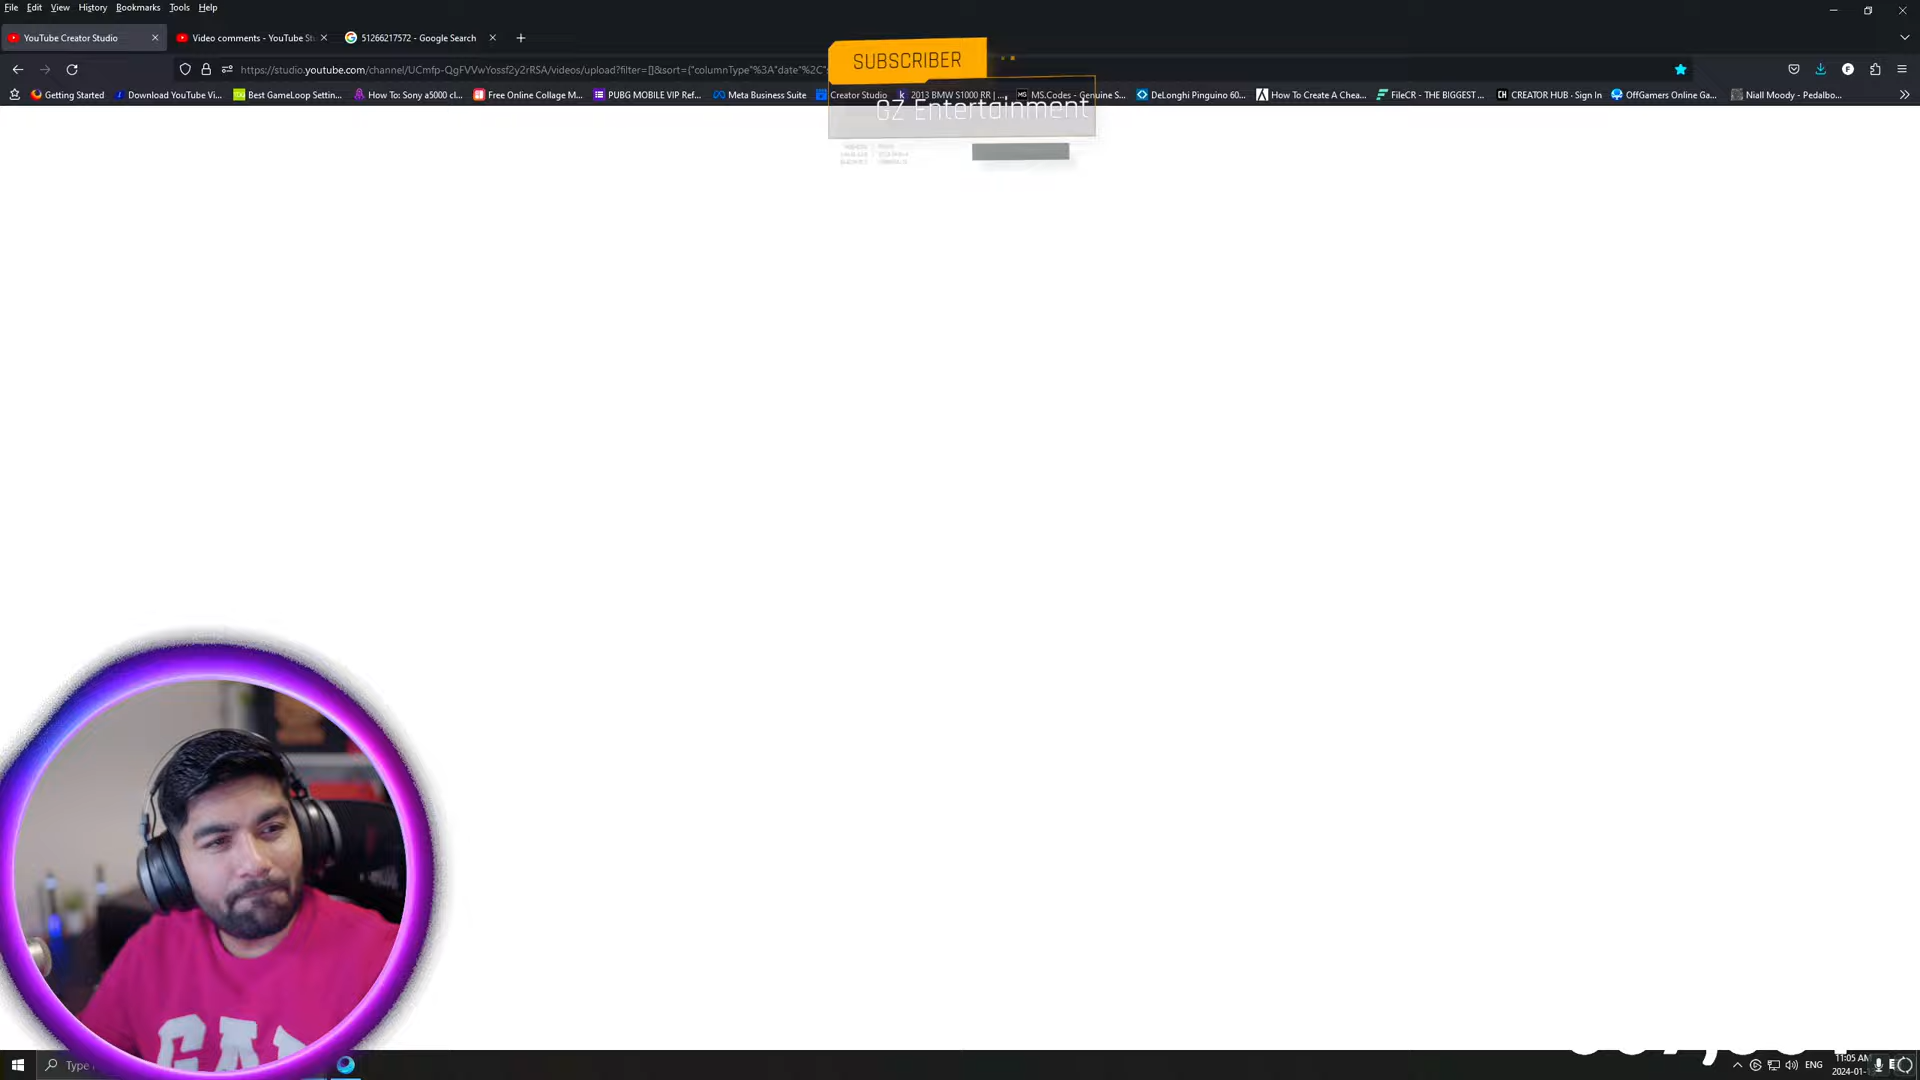 File Edit View History Bookmarks Tools Help
YouTube Creator Studio
Video comments - YouTube St
51266217572 - Google Search
https://studio.youtube.com/channel/UCmfp-QgFVVwYossf2y2rRSA/videos/upload?filter=[]&sort={"columnType"%3A"date"%2C"
SUBSCRIBER
Getting Started Download YouTube Vi... Best GameLoop Settin... How To: Sony a5000 cl... Free Online Collage M... PUBG MOBILE VIP Ref... Meta Business Suite Creator Studio 2013 BMW S1000 RR | ... MS.Codes - Genuine S... DeLonghi Pinguino 60... How To Create A Chea... FileCR - THE BIGGEST ... CREATOR HUB · Sign In OffGamers Online Ga... Niall Moody - Pedalbo...
GZ Entertainment
GAP
Type
ENG
11:05 AM